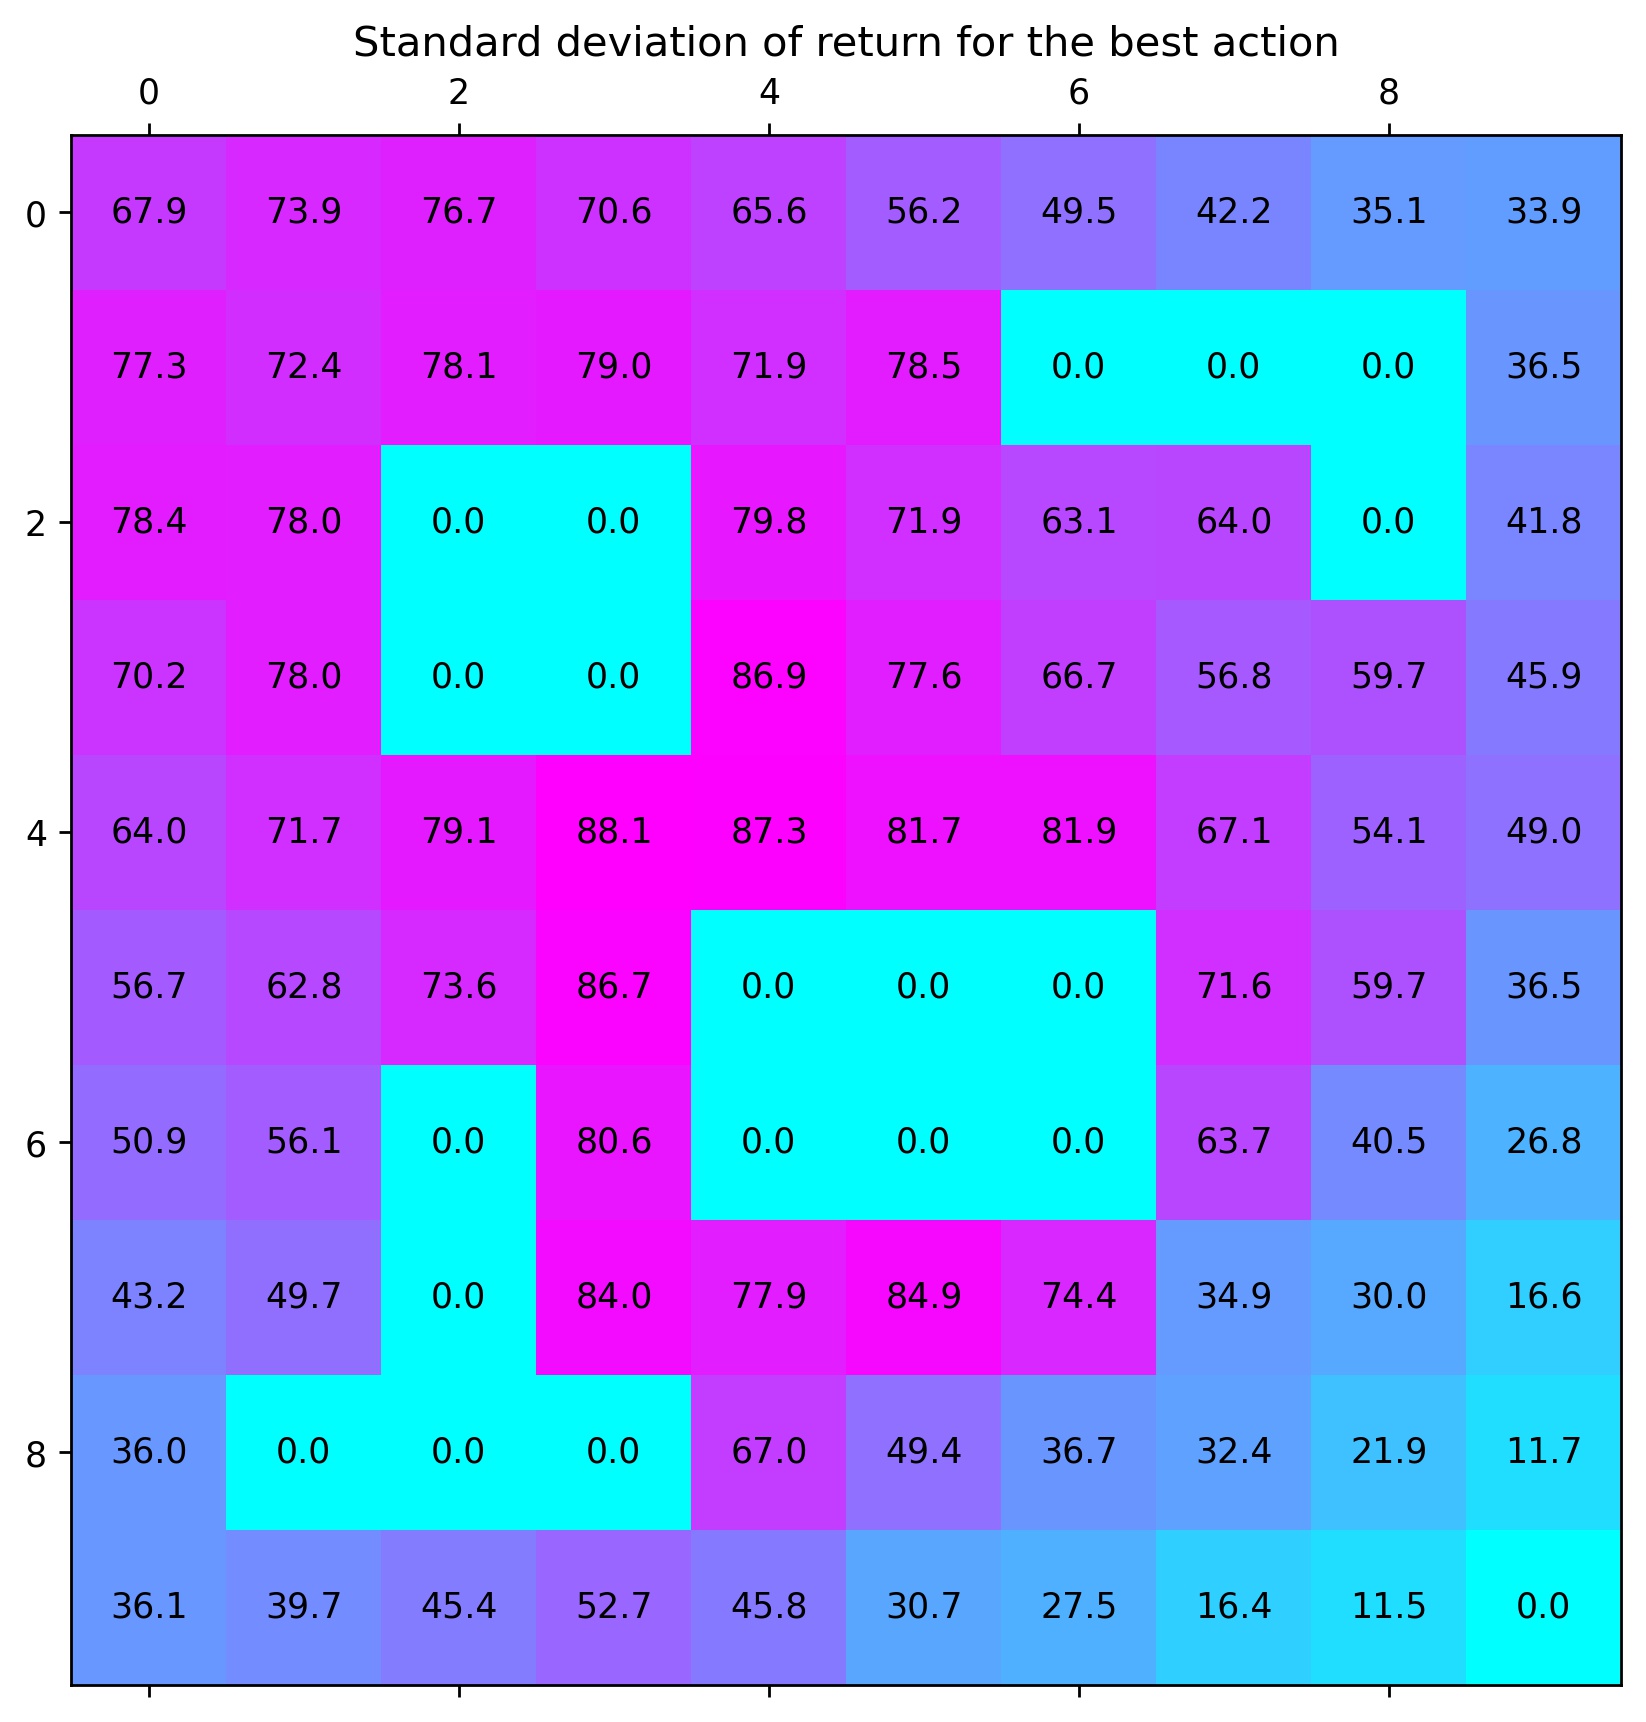 Standard deviation of return for the best action
0 2 4 6 8
0 67.9 73.9 76.7 70.6 65.6 56.2 49.5 42.2 35.1 33.9
77.3 72.4 78.1 79.0 71.9 78.5 0.0 0.0 0.0 36.5
2 78.4 78.0 0.0 0.0 79.8 71.9 63.1 64.0 0.0 41.8
70.2 78.0 0.0 0.0 86.9 77.6 66.7 56.8 59.7 45.9
4 64.0 71.7 79.1 88.1 87.3 81.7 81.9 67.1 54.1 49.0
56.7 62.8 73.6 86.7 0.0 0.0 0.0 71.6 59.7 36.5
6 50.9 56.1 0.0 80.6 0.0 0.0 0.0 63.7 40.5 26.8
43.2 49.7 0.0 84.0 77.9 84.9 74.4 34.9 30.0 16.6
8 36.0 0.0 0.0 0.0 67.0 49.4 36.7 32.4 21.9 11.7
36.1 39.7 45.4 52.7 45.8 30.7 27.5 16.4 11.5 0.0